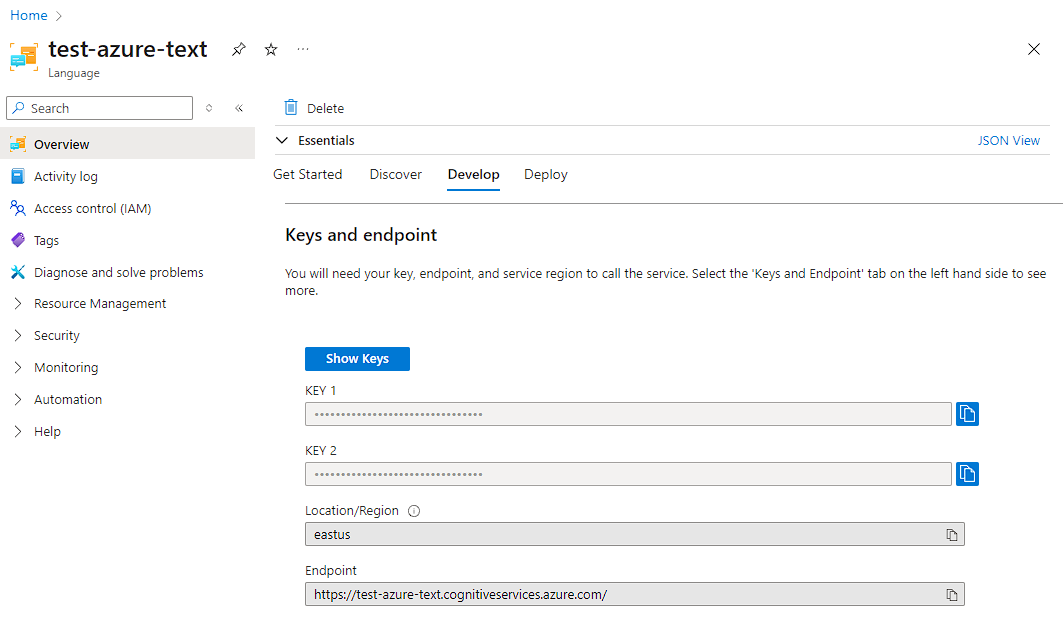 Home
test-azure-text
Language
Search
Delete
Overview
Essentials
JSON View
Activity log
Get Started Discover Develop Deploy
Access control (IAM)
Tags
Diagnose and solve problems
Resource Management
Security
Monitoring
Automation
Help
Keys and endpoint
You will need your key, endpoint, and service region to call the service. Select the 'Keys and Endpoint' tab on the left hand side to see
more.
Show Keys
KEY 1
••••••••••••••••••••••••••••••••
KEY 2
••••••••••••••••••••••••••••••••
Location/Region
eastus
Endpoint
https://test-azure-text.cognitiveservices.azure.com/